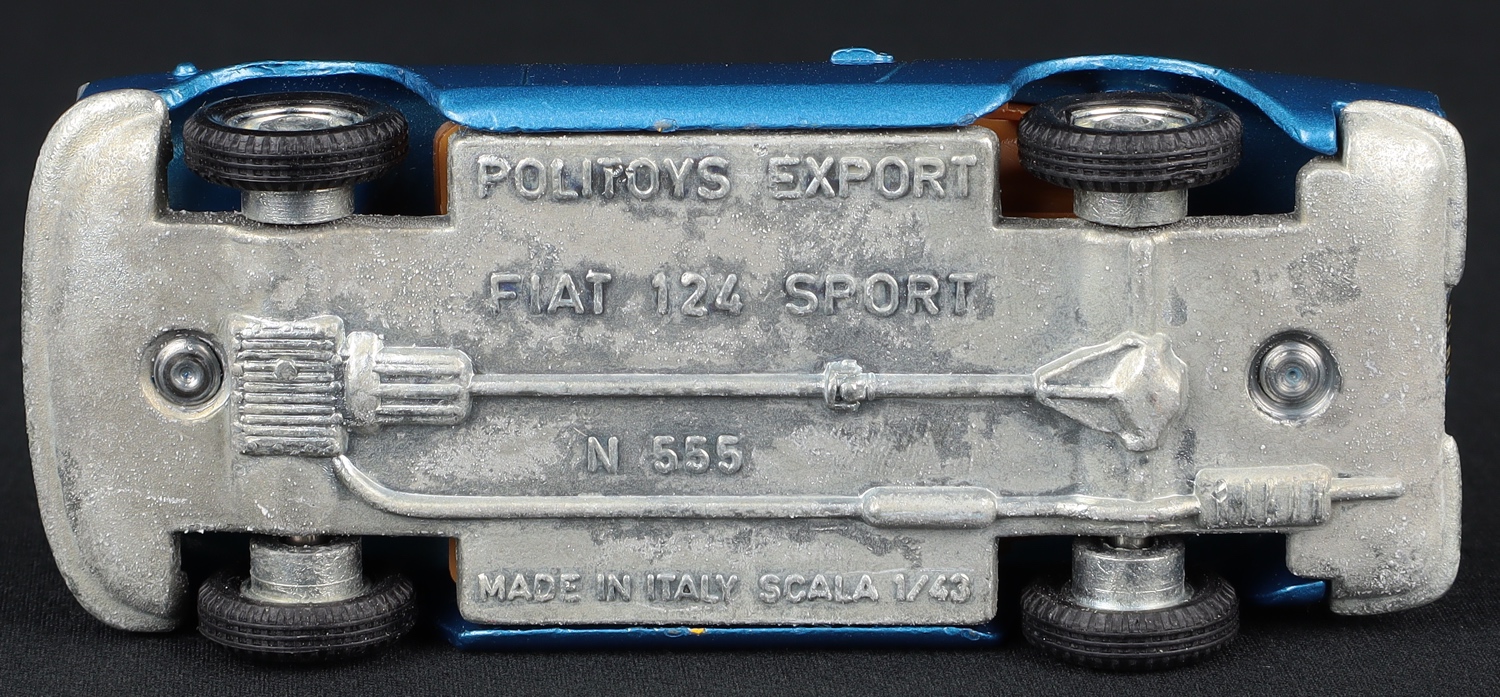 POLITOYS EXPORT
FIAT 124 SPORT
N 555
MADE IN ITALY SCALA 1/43